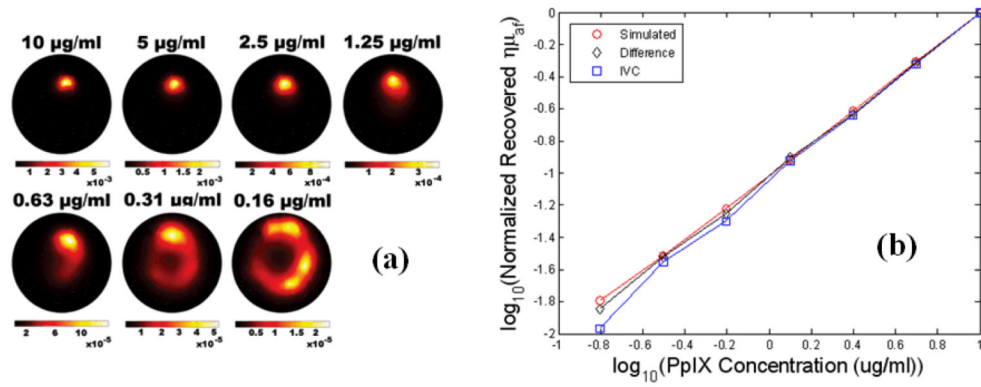 10 µg/ml 5 µg/ml 2.5 µg/ml 1.25 µg/ml
1 2 3 4 5 0.5 1 1.5 2 2 4 6 8 1 2 3
x10⁻³ x10⁻³ x10⁻⁴ x10⁻⁴
0.63 µg/ml 0.31 µg/ml 0.16 µg/ml
(a)
2 6 10 1 2 3 4 5 0.5 1 1.5 2
x10⁻⁵ x10⁻⁵ x10⁻⁵
log₁₀(Normalized Recovered ημ_af)
0
-0.2
-0.4
-0.6
-0.8
-1
-1.2
-1.4
-1.6
-1.8
-2
Simulated
Difference
IVC
(b)
-1 -0.8 -0.6 -0.4 -0.2 0 0.2 0.4 0.6 0.8 1
log₁₀(PpIX Concentration (ug/ml))